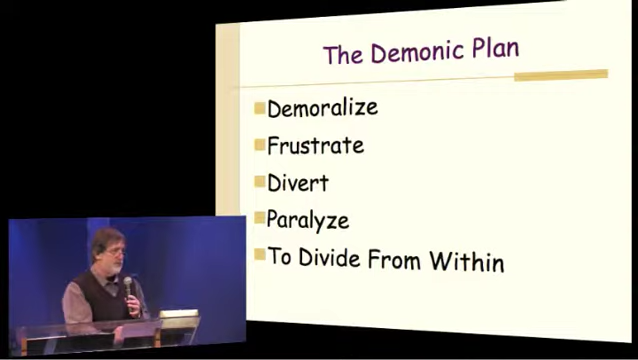 The Demonic Plan
Demoralize
Frustrate
Divert
Paralyze
To Divide From Within